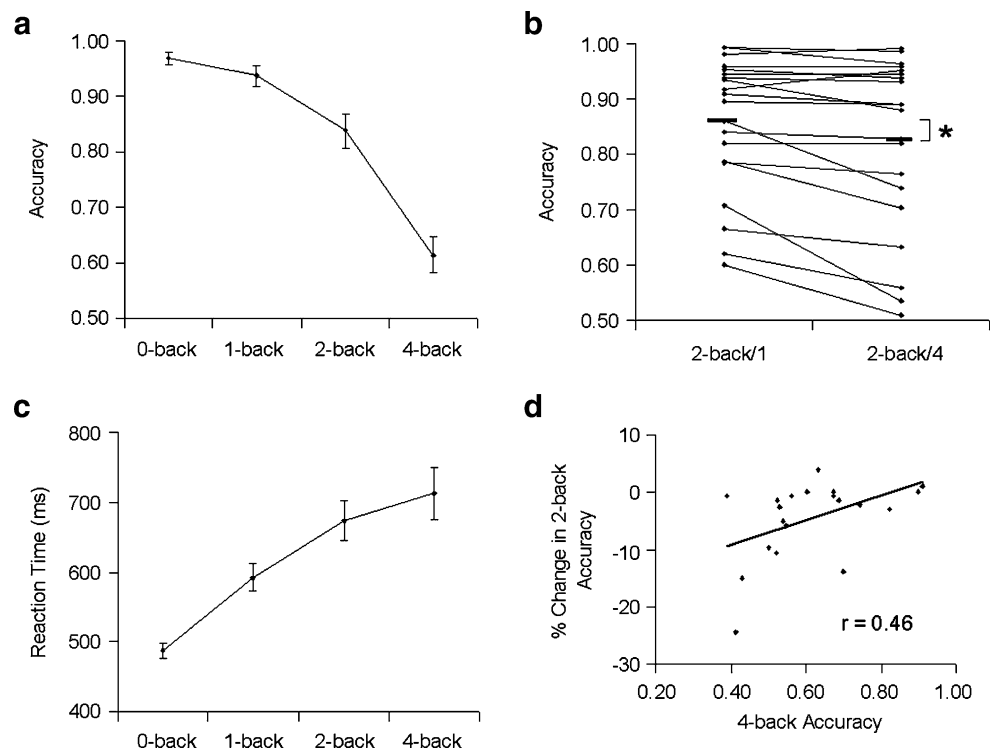 a
Accuracy
1.00
0.90
0.80
0.70
0.60
0.50
0-back 1-back 2-back 4-back
b
Accuracy
1.00
0.90
0.80
0.70
0.60
0.50
*
2-back/1 2-back/4
c
Reaction Time (ms)
800
700
600
500
400
0-back 1-back 2-back 4-back
d
% Change in 2-back
Accuracy
10
0
-10
-20
-30
r = 0.46
0.20 0.40 0.60 0.80 1.00
4-back Accuracy